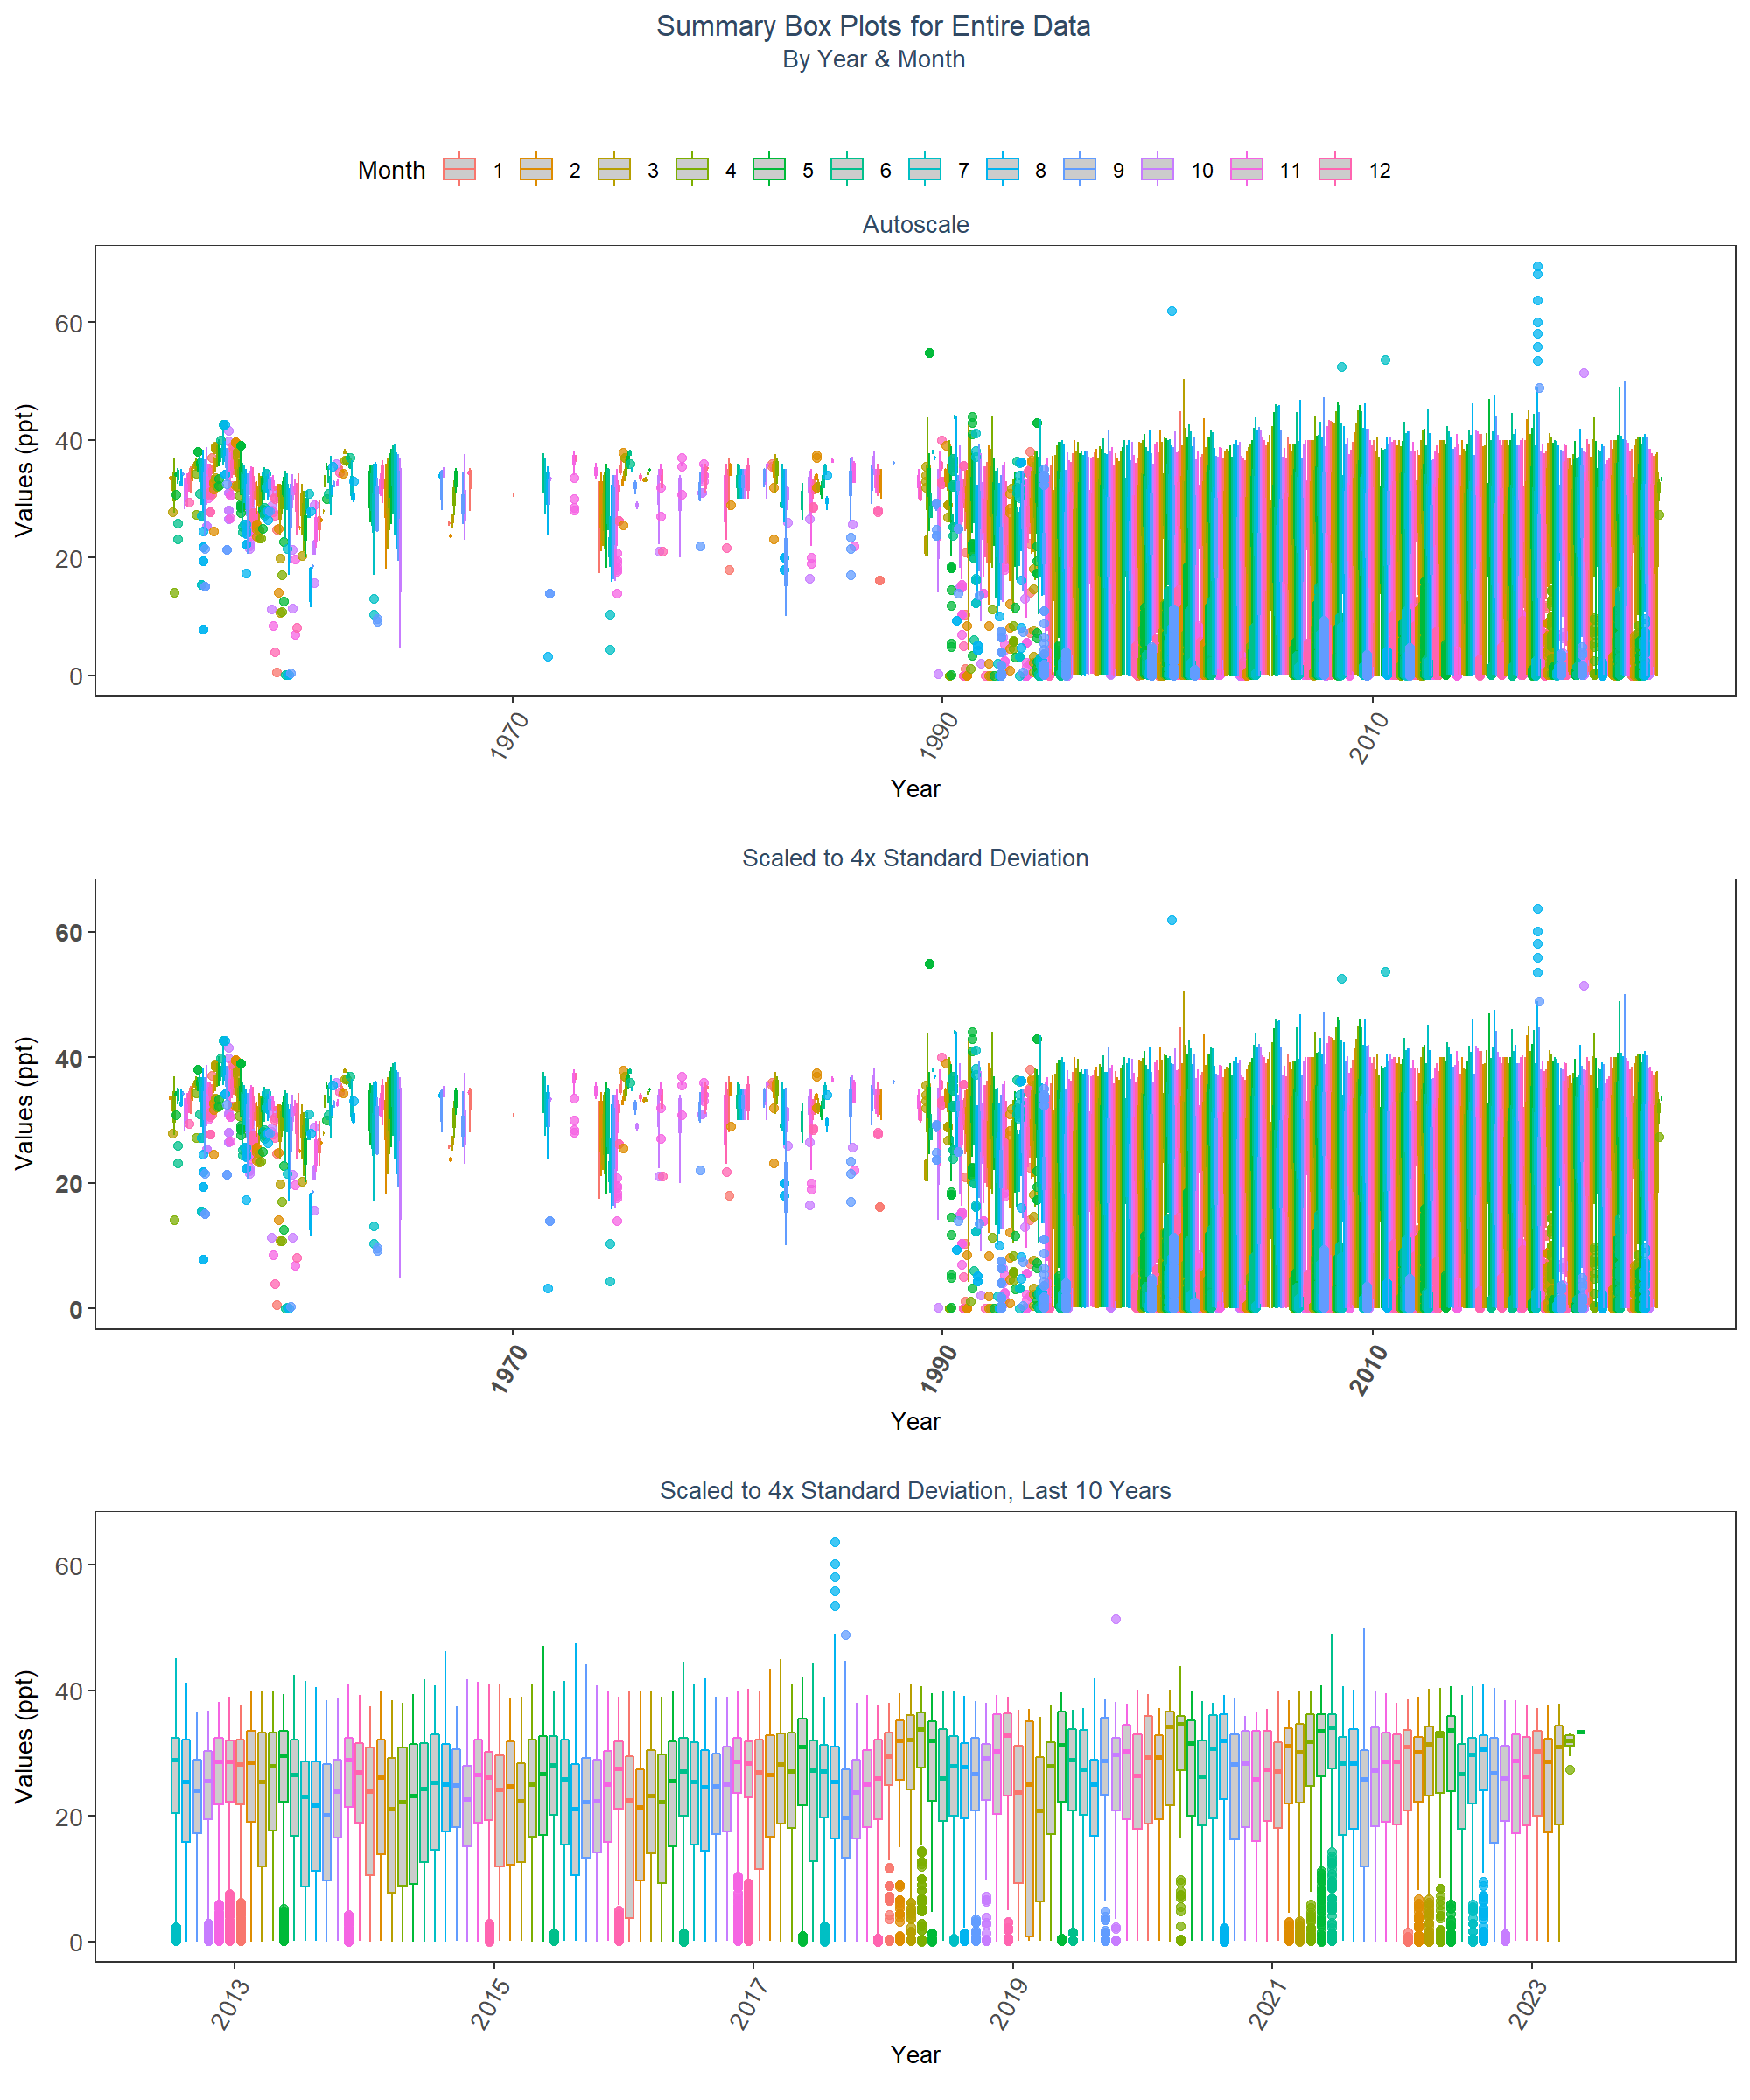 Summary Box Plots for Entire Data
By Year & Month
Month 1 2 3 4 5 6 7 8 9 10 11 12
Autoscale
Values (ppt)
60
40
20
0
1970 1990 2010
Year
Scaled to 4x Standard Deviation
Values (ppt)
60
40
20
0
1970 1990 2010
Year
Scaled to 4x Standard Deviation, Last 10 Years
Values (ppt)
60
40
20
0
2013 2015 2017 2019 2021 2023
Year